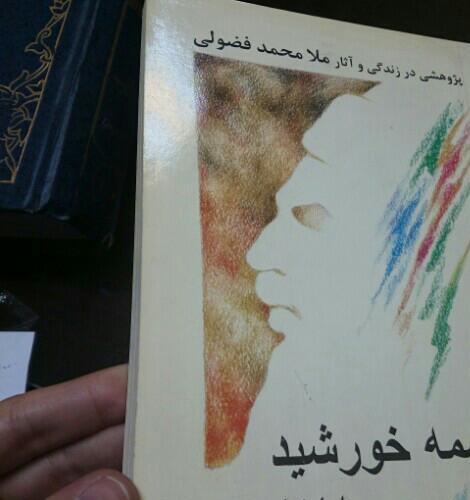 پژوهشی در زندگی و آثار ملا محمد فضولی
خورشید